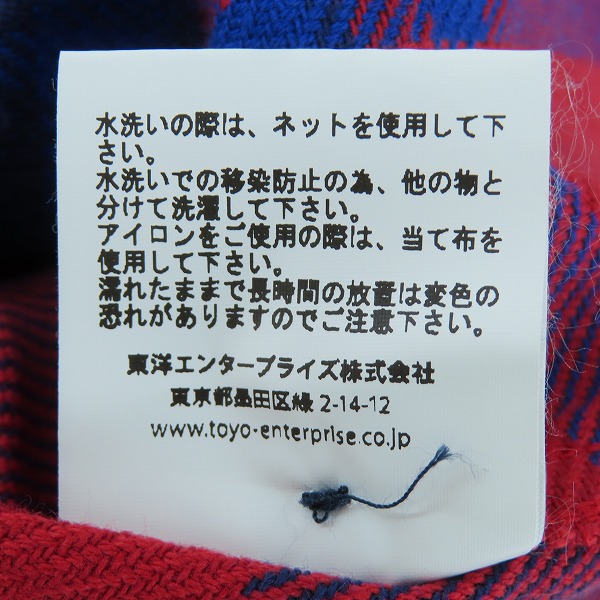 水洗いの際は、ネットを使用して下
さい。
水洗いでの移染防止の為、他の物と
分けて洗濯して下さい。
アイロンをご使用の際は、当て布を
使用して下さい。
濡れたままで長時間の放置は変色の
恐れがありますのでご注意下さい。
東洋エンタープライズ株式会社
東京都墨田区緑 2-14-12
www.toyo-enterprise.co.jp